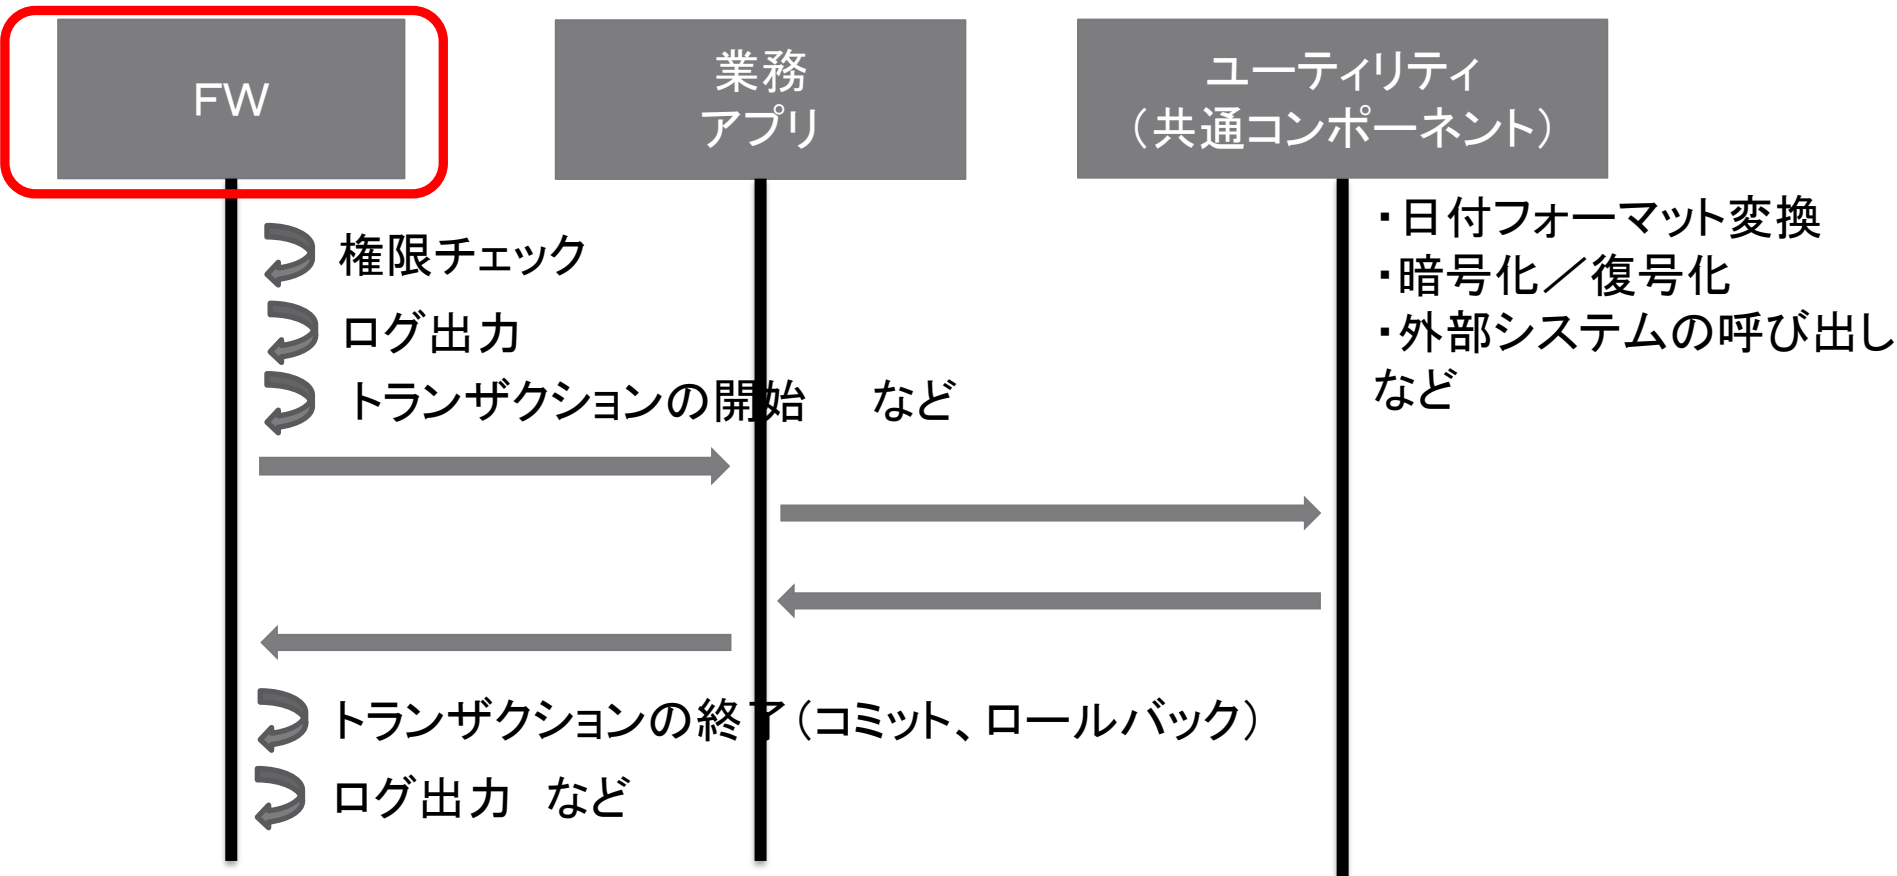 FW
業務
アプリ
ユーティリティ
（共通コンポーネント）
・日付フォーマット変換
・暗号化／復号化
・外部システムの呼び出し
など
権限チェック
ログ出力
トランザクションの開始　など
トランザクションの終了（コミット、ロールバック）
ログ出力　など